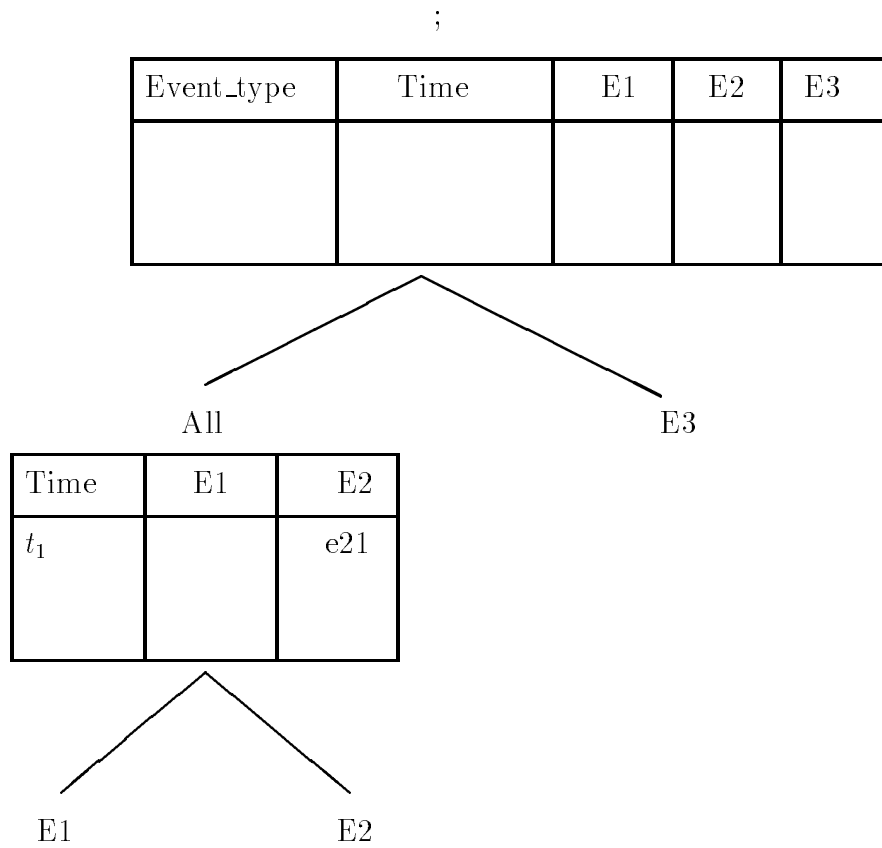 ;
Event_type Time E1 E2 E3
All E3
Time E1 E2
t₁ e21
E1 E2